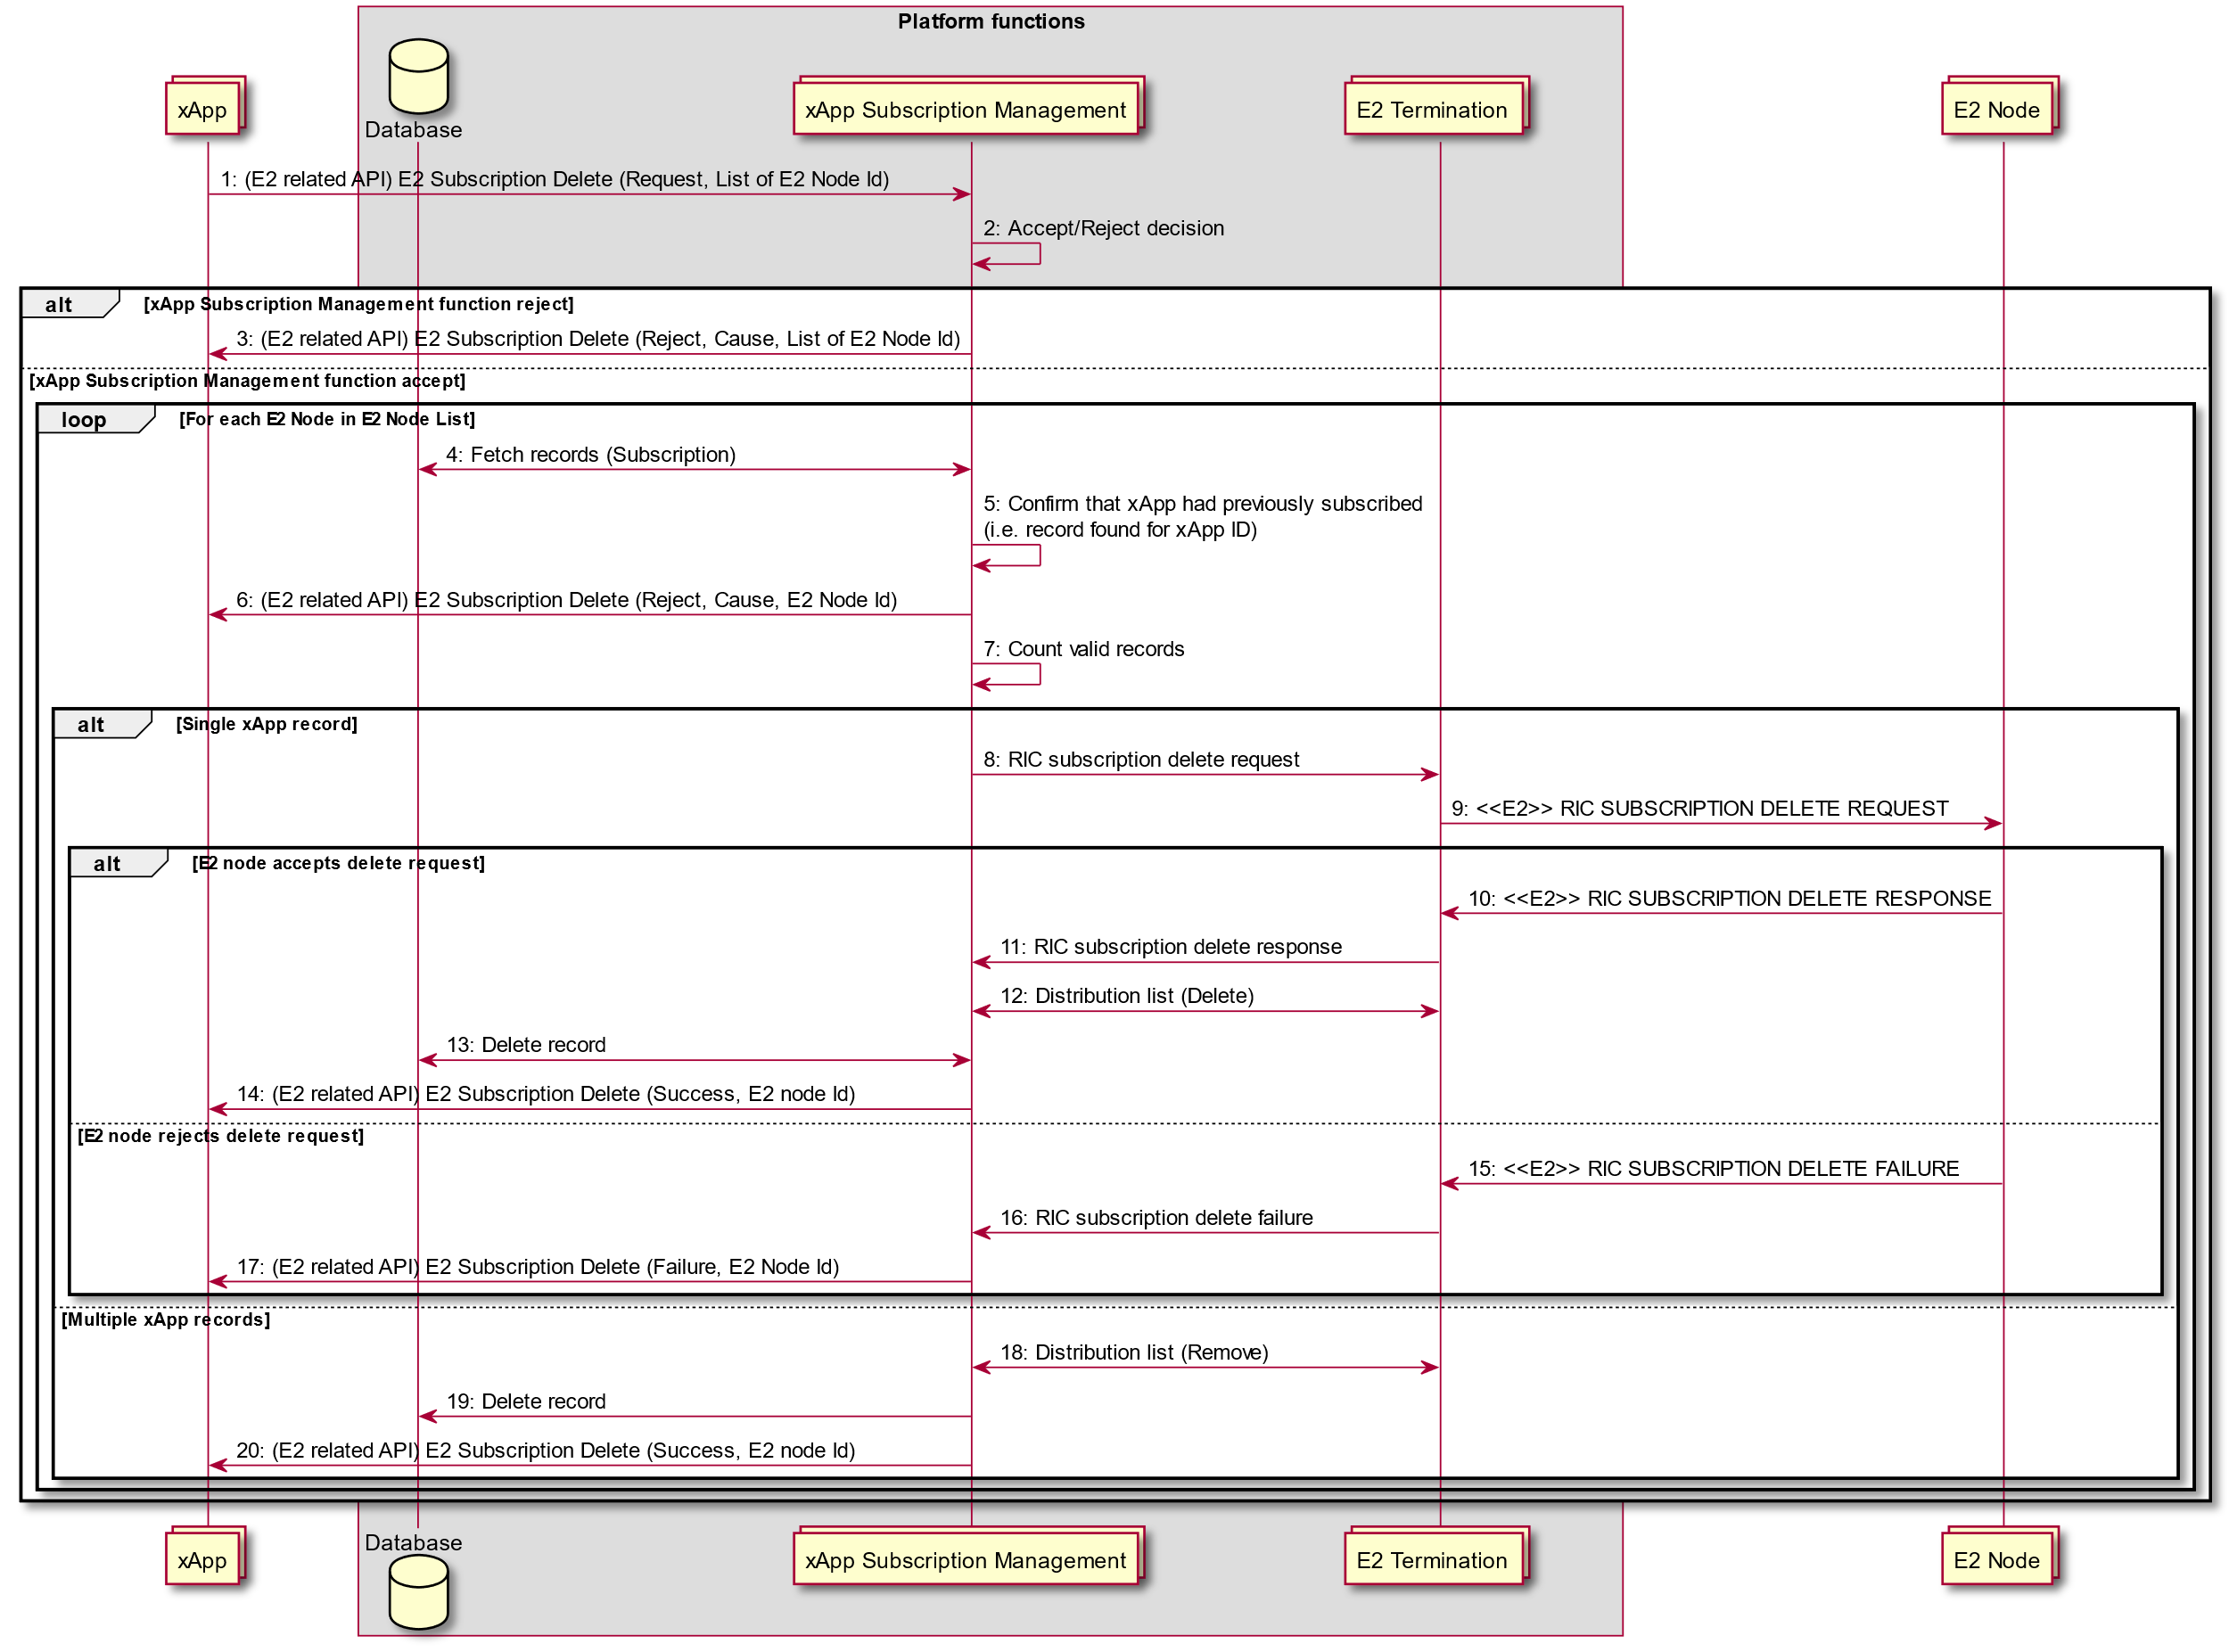 Platform functions
xApp
Database
xApp Subscription Management
E2 Termination
E2 Node
1: (E2 related API) E2 Subscription Delete (Request, List of E2 Node Id)
2: Accept/Reject decision
alt
[xApp Subscription Management function reject]
3: (E2 related API) E2 Subscription Delete (Reject, Cause, List of E2 Node Id)
[xApp Subscription Management function accept]
loop
[For each E2 Node in E2 Node List]
4: Fetch records (Subscription)
5: Confirm that xApp had previously subscribed
(i.e. record found for xApp ID)
6: (E2 related API) E2 Subscription Delete (Reject, Cause, E2 Node Id)
7: Count valid records
alt
[Single xApp record]
8: RIC subscription delete request
9: <<E2>> RIC SUBSCRIPTION DELETE REQUEST
alt
[E2 node accepts delete request]
10: <<E2>> RIC SUBSCRIPTION DELETE RESPONSE
11: RIC subscription delete response
12: Distribution list (Delete)
13: Delete record
14: (E2 related API) E2 Subscription Delete (Success, E2 node Id)
[E2 node rejects delete request]
15: <<E2>> RIC SUBSCRIPTION DELETE FAILURE
16: RIC subscription delete failure
17: (E2 related API) E2 Subscription Delete (Failure, E2 Node Id)
[Multiple xApp records]
18: Distribution list (Remove)
19: Delete record
20: (E2 related API) E2 Subscription Delete (Success, E2 node Id)
xApp
Database
xApp Subscription Management
E2 Termination
E2 Node